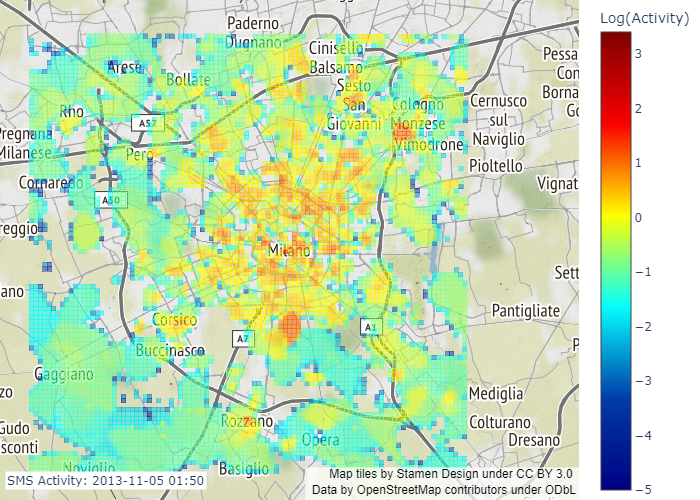 Log(Activity)
Paderno
Dugnano
Cinisello
Balsamo
Arese
Bollate
Sesto
San
Giovanni
Rho
A52
Cologno
Monzese
Vimodrone
Cernusco
sul
Naviglio
Pessa
Con
Borna
Go
Pregnana
Milanese
Pero
Pioltello
Cornaredo
A50
Vignat
reggio
Milano
Sett
ano
Pantigliate
Corsico
A7
A1
Buccinasco
P
Gaggiano
zo
Mediglia
Rozzano
Colturano
Gudo
sconti
Opera
Dresano
Noviglio
Basiglio
3
2
1
0
−1
−2
−3
−4
−5
SMS Activity: 2013-11-05 01:50
Map tiles by Stamen Design under CC BY 3.0
Data by OpenStreetMap contributors under ODbL